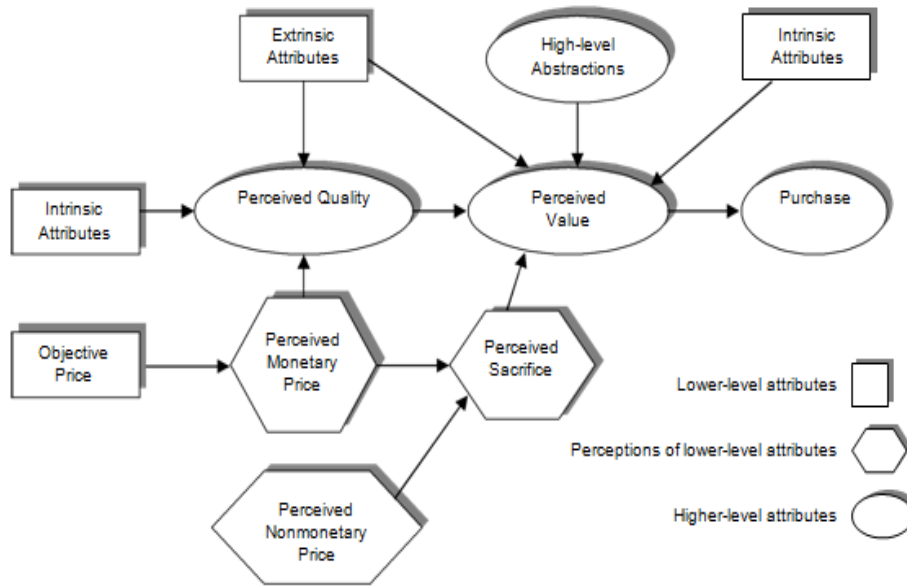 Extrinsic
Attributes
High-level
Abstractions
Intrinsic
Attributes
Intrinsic
Attributes
Perceived Quality
Perceived
Value
Purchase
Objective
Price
Perceived
Monetary
Price
Perceived
Sacrifice
Perceived
Nonmonetary
Price
Lower-level attributes
Perceptions of lower-level attributes
Higher-level attributes